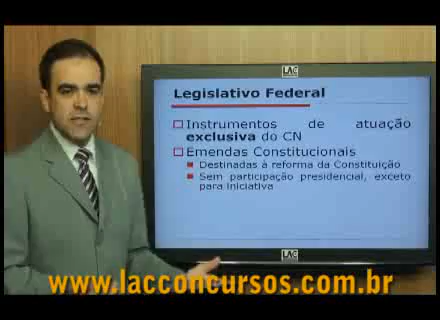 LAC
Legislativo Federal
Instrumentos de atuação
exclusiva do CN
Emendas Constitucionais
Destinadas à reforma da Constituição
Sem participação presidencial, exceto
para iniciativa
LAC
www.lacconcursos.com.br